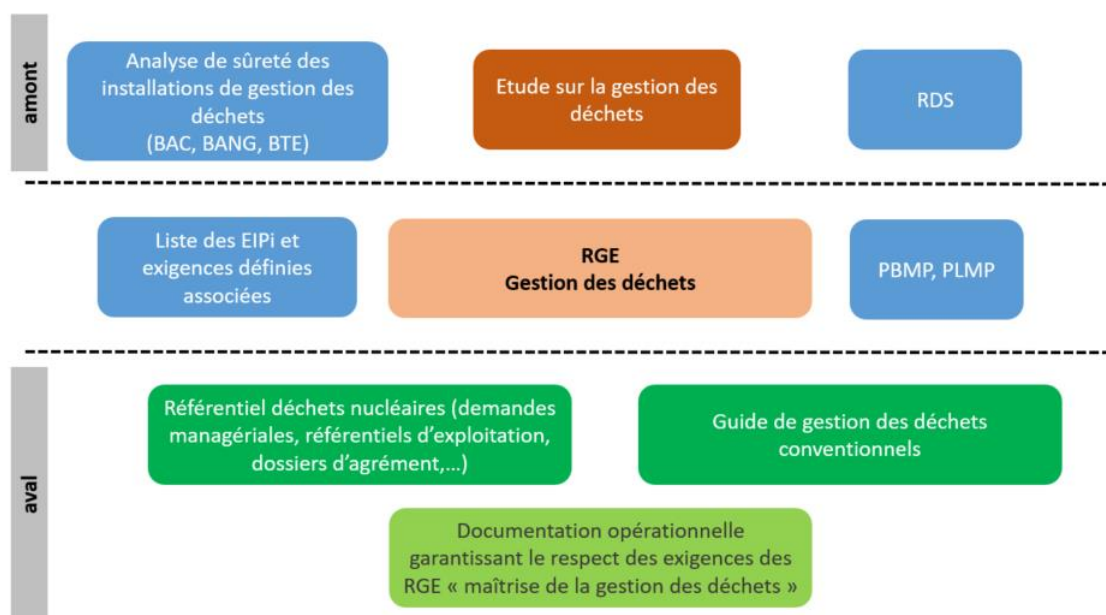 amont
Analyse de sûreté des
installations de gestion des
déchets
(BAC, BANG, BTE)
Etude sur la gestion des
déchets
RDS
Liste des EIPi et
exigences définies
associées
RGE
Gestion des déchets
PBMP, PLMP
aval
Référentiel déchets nucléaires (demandes
managériales, référentiels d’exploitation,
dossiers d’agrément,…)
Guide de gestion des déchets
conventionnels
Documentation opérationnelle
garantissant le respect des exigences des
RGE « maîtrise de la gestion des déchets »